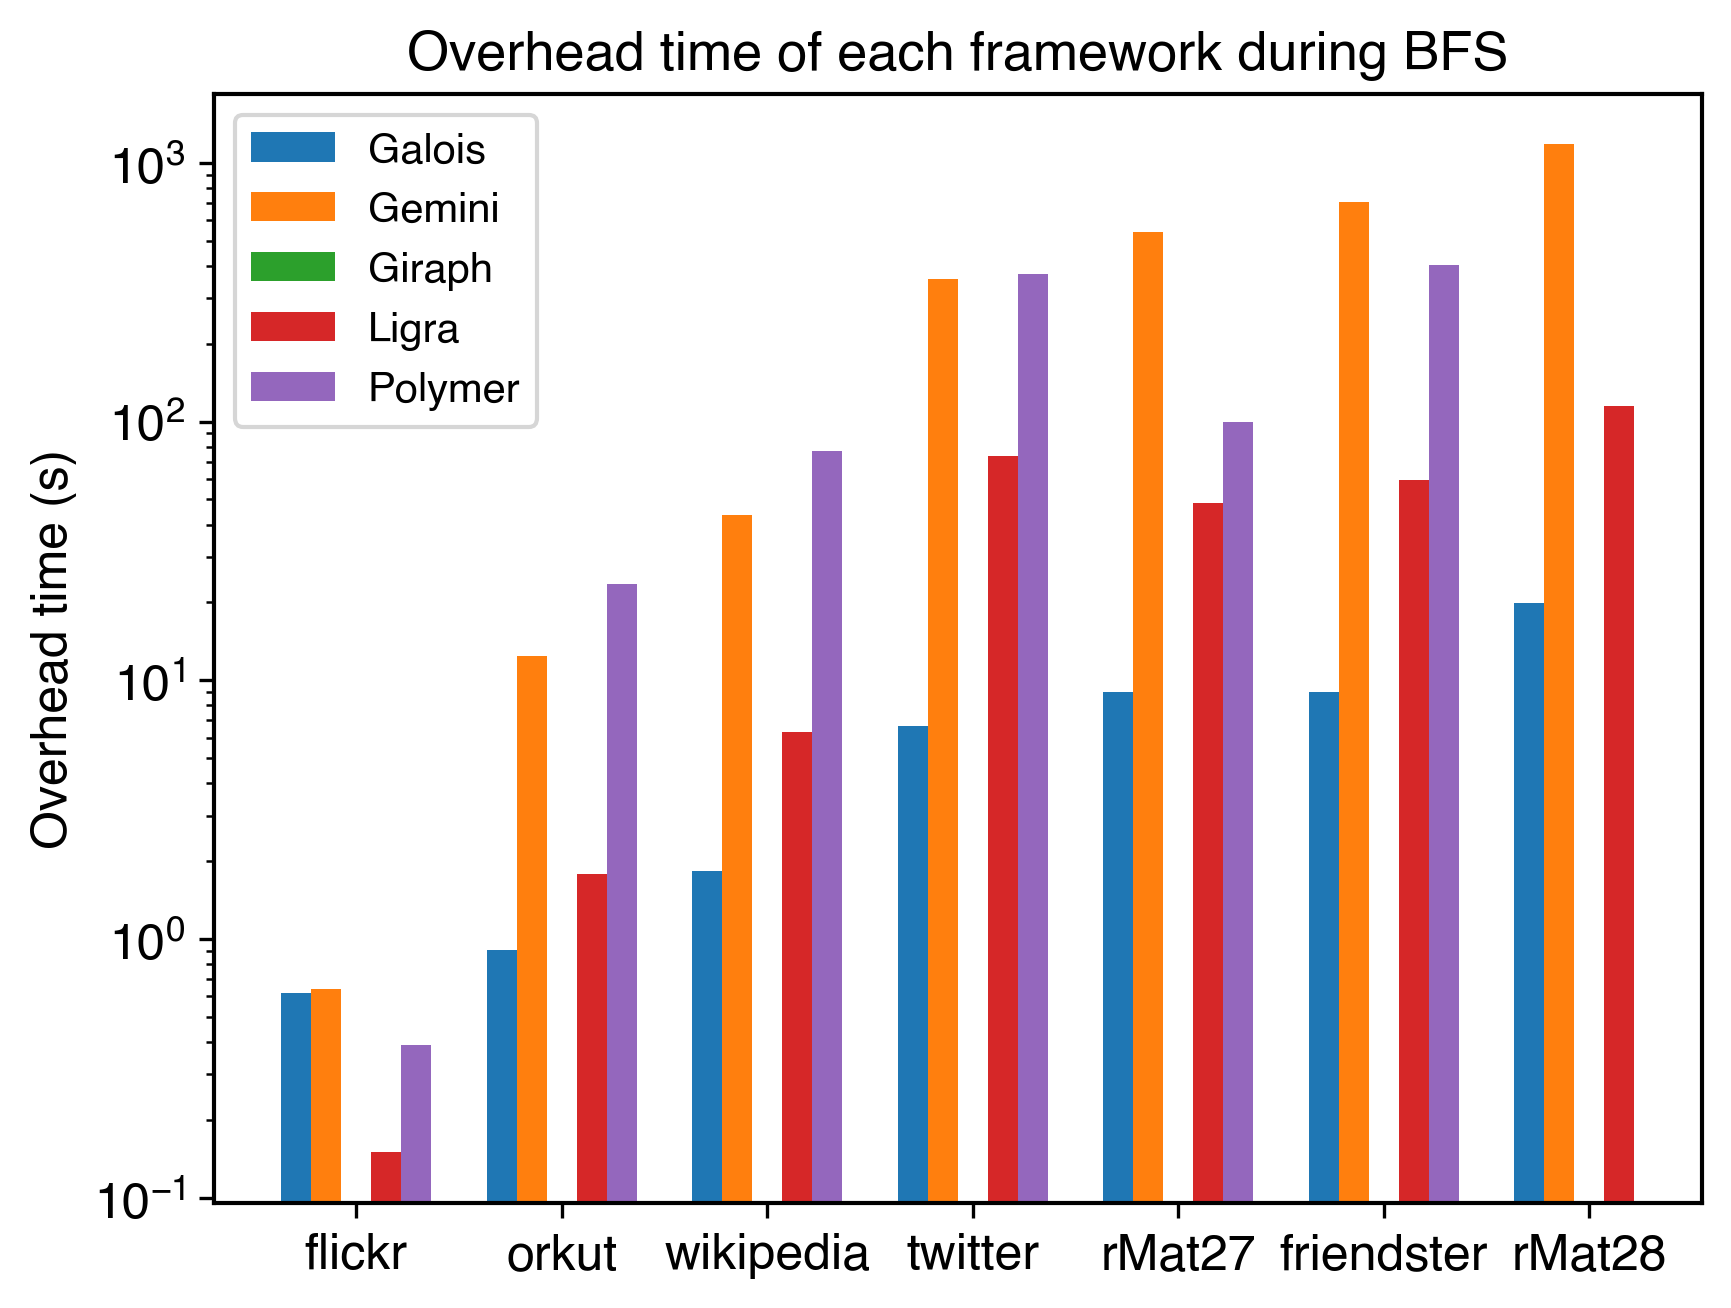 Overhead time of each framework during BFS
Overhead time (s)
10³
10²
10¹
10⁰
10⁻¹
Galois
Gemini
Giraph
Ligra
Polymer
flickr orkut wikipedia twitter rMat27 friendster rMat28